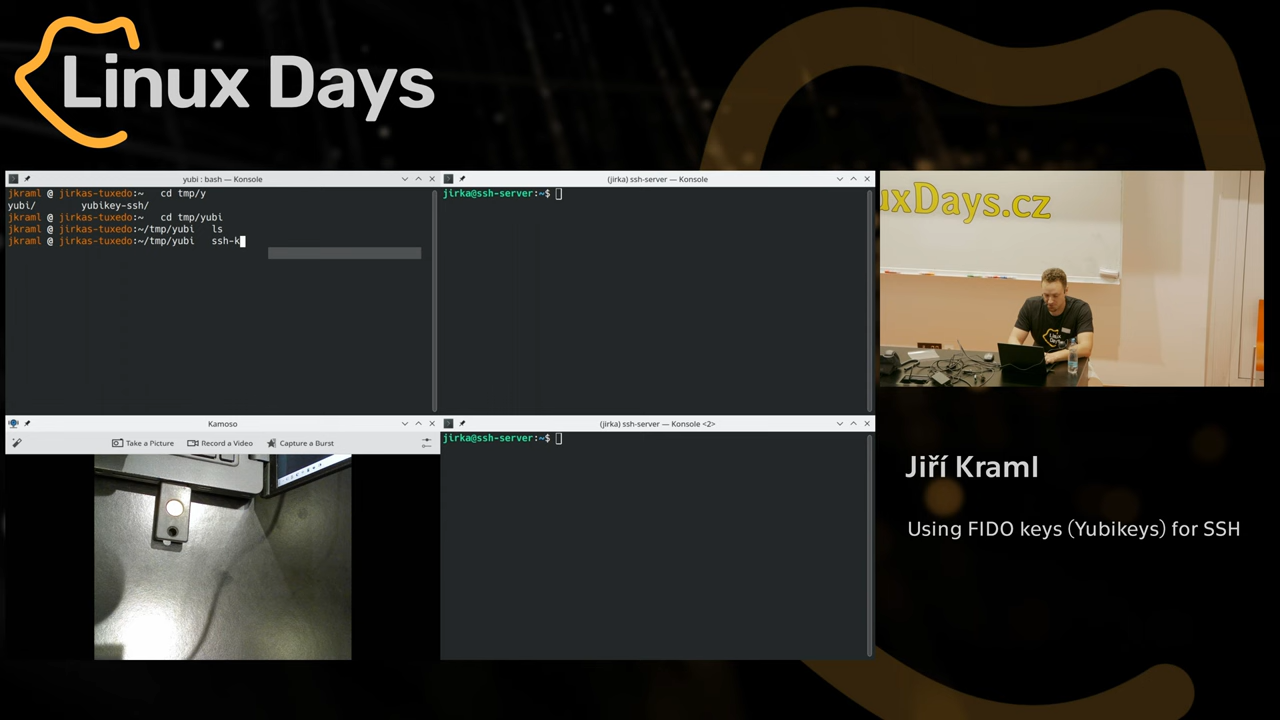 Linux Days
yubi : bash — Konsole
jkraml @ jirkas-tuxedo:~ cd tmp/y
yubi/ yubikey-ssh/
jkraml @ jirkas-tuxedo:~ cd tmp/yubi
jkraml @ jirkas-tuxedo:~/tmp/yubi ls
jkraml @ jirkas-tuxedo:~/tmp/yubi ssh-k
(jirka) ssh-server — Konsole
jirka@ssh-server:~$
uxDays.cz
Linux
Days
Kamoso
Take a Picture
Record a Video
Capture a Burst
(jirka) ssh-server — Konsole <2>
jirka@ssh-server:~$
Jiří Kraml
Using FIDO keys (Yubikeys) for SSH